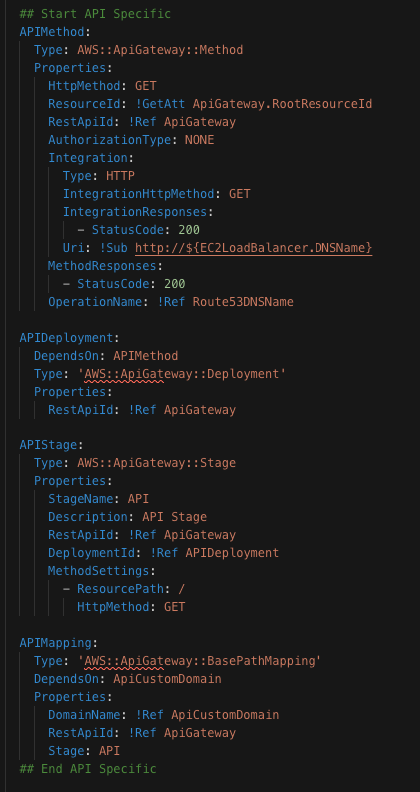 ## Start API Specific
APIMethod:
  Type: AWS::ApiGateway::Method
  Properties:
    HttpMethod: GET
    ResourceId: !GetAtt ApiGateway.RootResourceId
    RestApiId: !Ref ApiGateway
    AuthorizationType: NONE
    Integration:
      Type: HTTP
      IntegrationHttpMethod: GET
      IntegrationResponses:
        - StatusCode: 200
      Uri: !Sub http://${EC2LoadBalancer.DNSName}
    MethodResponses:
      - StatusCode: 200
    OperationName: !Ref Route53DNSName

APIDeployment:
  DependsOn: APIMethod
  Type: 'AWS::ApiGateway::Deployment'
  Properties:
    RestApiId: !Ref ApiGateway

APIStage:
  Type: AWS::ApiGateway::Stage
  Properties:
    StageName: API
    Description: API Stage
    RestApiId: !Ref ApiGateway
    DeploymentId: !Ref APIDeployment
    MethodSettings:
      - ResourcePath: /
        HttpMethod: GET

APIMapping:
  Type: 'AWS::ApiGateway::BasePathMapping'
  DependsOn: ApiCustomDomain
  Properties:
    DomainName: !Ref ApiCustomDomain
    RestApiId: !Ref ApiGateway
    Stage: API
## End API Specific